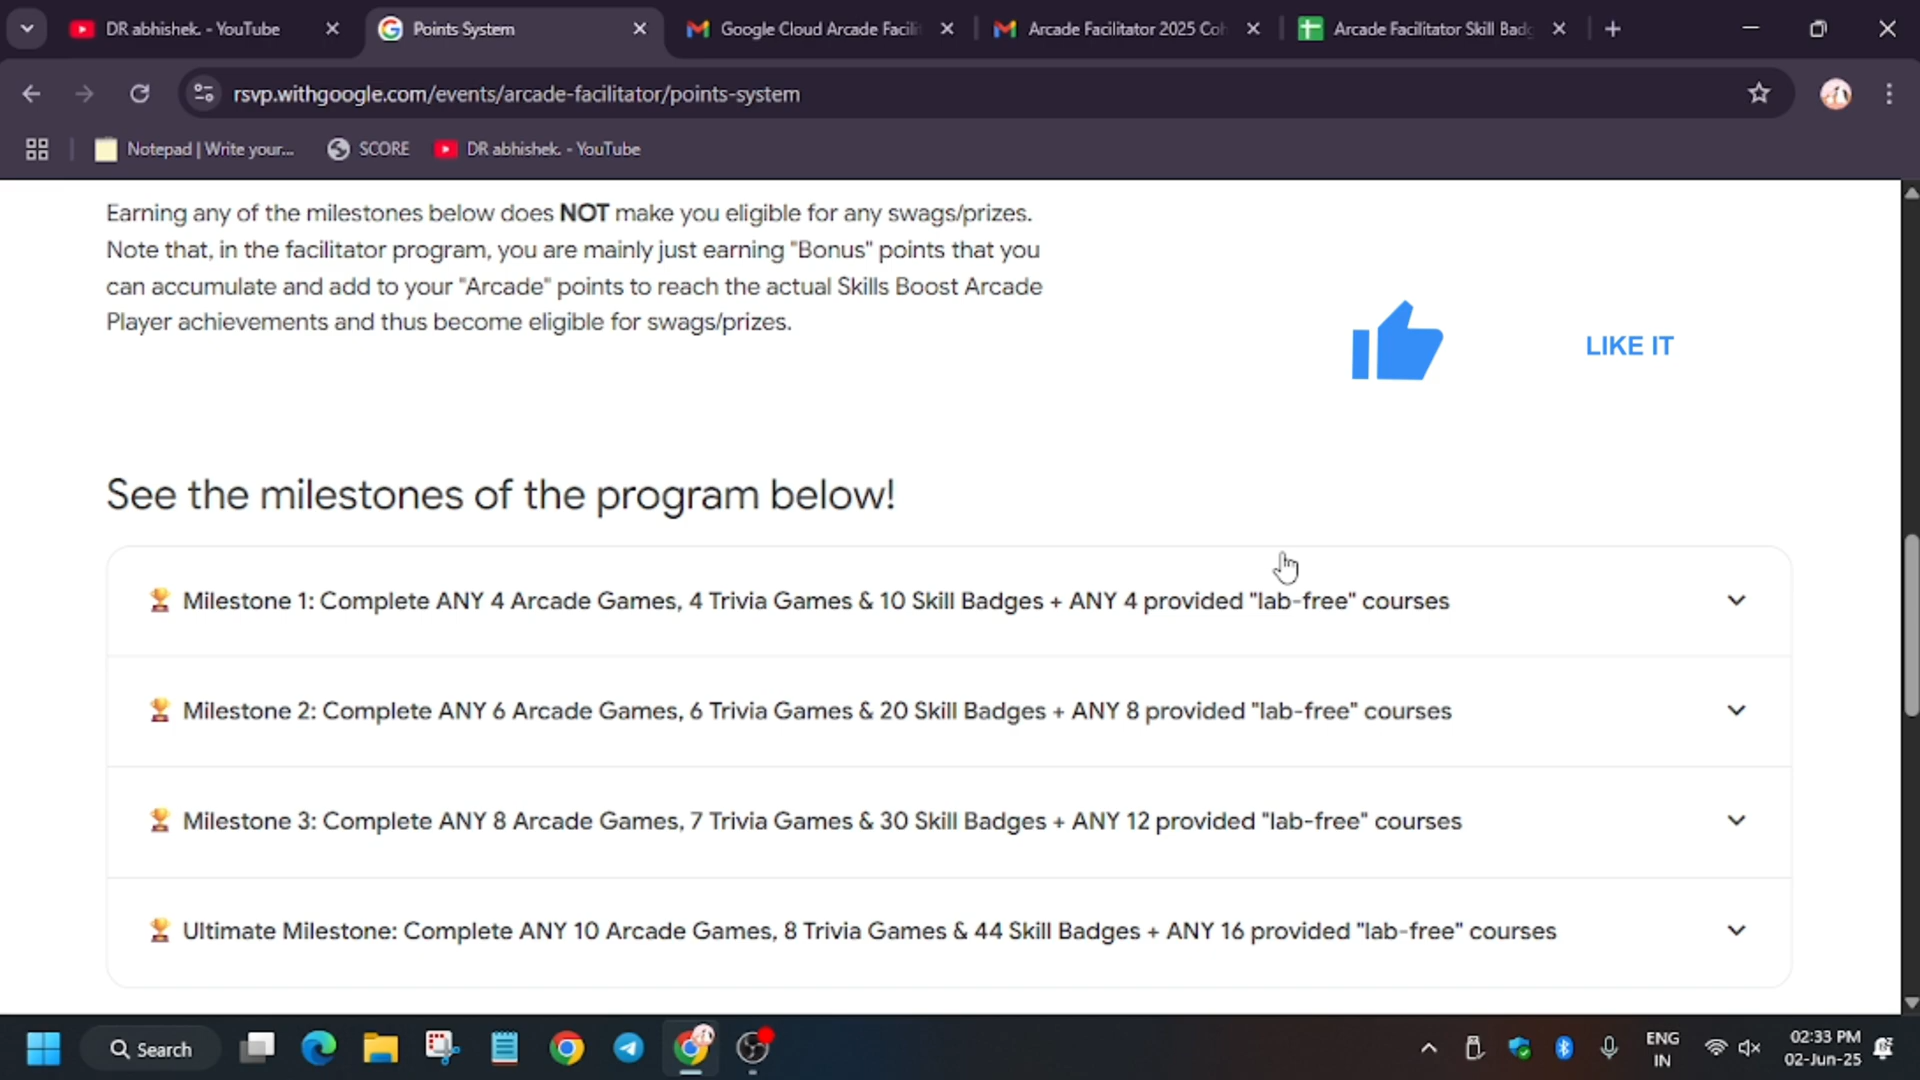 DR abhishek. - YouTube
Points System
Google Cloud Arcade Facili
Arcade Facilitator 2025 Coh
Arcade Facilitator Skill Badg
rsvp.withgoogle.com/events/arcade-facilitator/points-system
Notepad | Write your...
SCORE
DR abhishek. - YouTube
Earning any of the milestones below does NOT make you eligible for any swags/prizes.
Note that, in the facilitator program, you are mainly just earning "Bonus" points that you
can accumulate and add to your "Arcade" points to reach the actual Skills Boost Arcade
Player achievements and thus become eligible for swags/prizes.
LIKE IT
See the milestones of the program below!
Milestone 1: Complete ANY 4 Arcade Games, 4 Trivia Games & 10 Skill Badges + ANY 4 provided "lab-free" courses
Milestone 2: Complete ANY 6 Arcade Games, 6 Trivia Games & 20 Skill Badges + ANY 8 provided "lab-free" courses
Milestone 3: Complete ANY 8 Arcade Games, 7 Trivia Games & 30 Skill Badges + ANY 12 provided "lab-free" courses
Ultimate Milestone: Complete ANY 10 Arcade Games, 8 Trivia Games & 44 Skill Badges + ANY 16 provided "lab-free" courses
Search
ENG
IN
02:33 PM
02-Jun-25